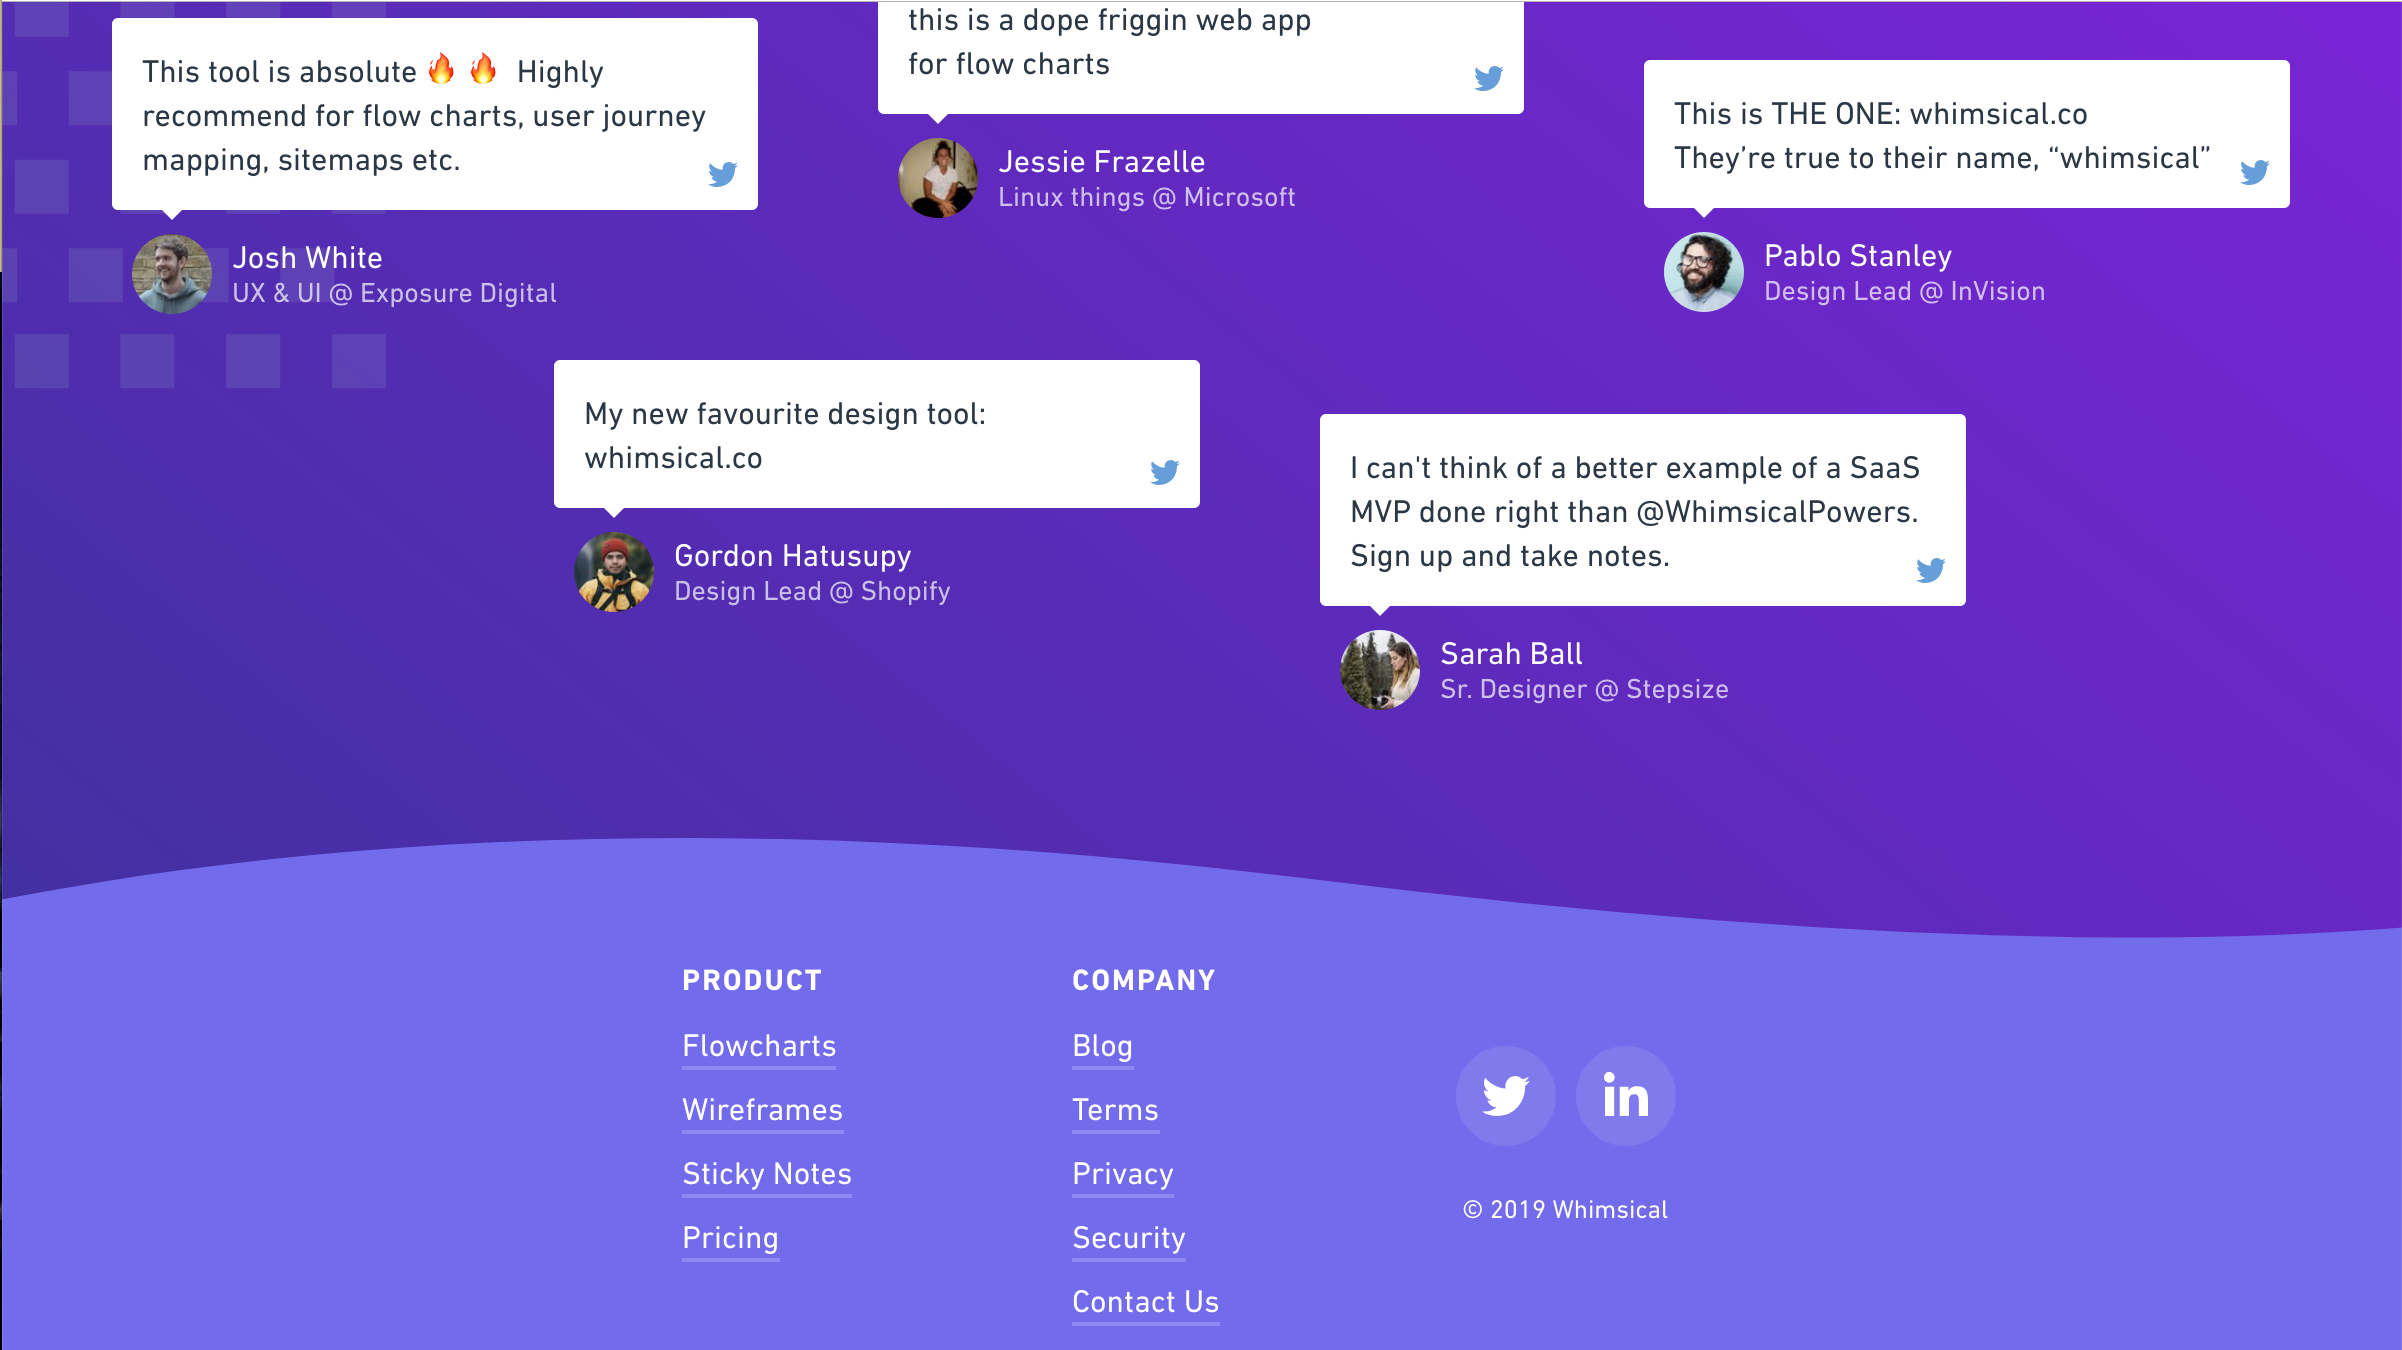 This tool is absolute 🔥 🔥 Highly
recommend for flow charts, user journey
mapping, sitemaps etc.
Josh White
UX & UI @ Exposure Digital
this is a dope friggin web app
for flow charts
Jessie Frazelle
Linux things @ Microsoft
This is THE ONE: whimsical.co
They’re true to their name, “whimsical”
Pablo Stanley
Design Lead @ InVision
My new favourite design tool:
whimsical.co
Gordon Hatusupy
Design Lead @ Shopify
I can't think of a better example of a SaaS
MVP done right than @WhimsicalPowers.
Sign up and take notes.
Sarah Ball
Sr. Designer @ Stepsize
PRODUCT
Flowcharts
Wireframes
Sticky Notes
Pricing
COMPANY
Blog
Terms
Privacy
Security
Contact Us
in
© 2019 Whimsical